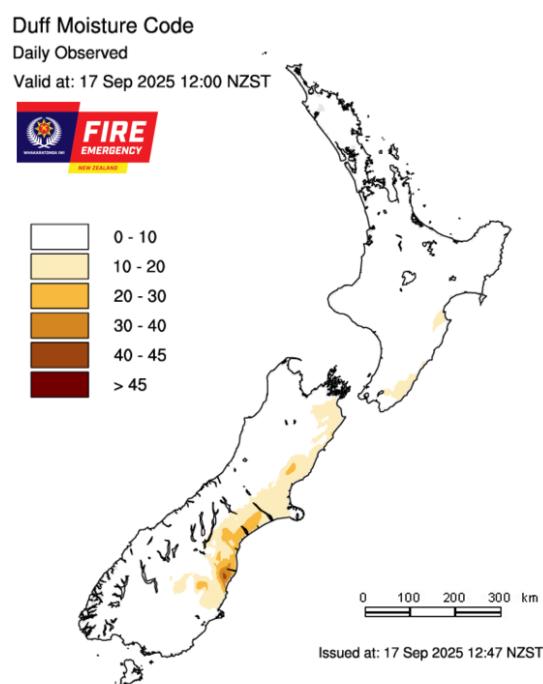 Duff Moisture Code
Daily Observed
Valid at: 17 Sep 2025 12:00 NZST
FIRE
EMERGENCY
NEW ZEALAND
0 - 10
10 - 20
20 - 30
30 - 40
40 - 45
> 45
0 100 200 300 km
Issued at: 17 Sep 2025 12:47 NZST